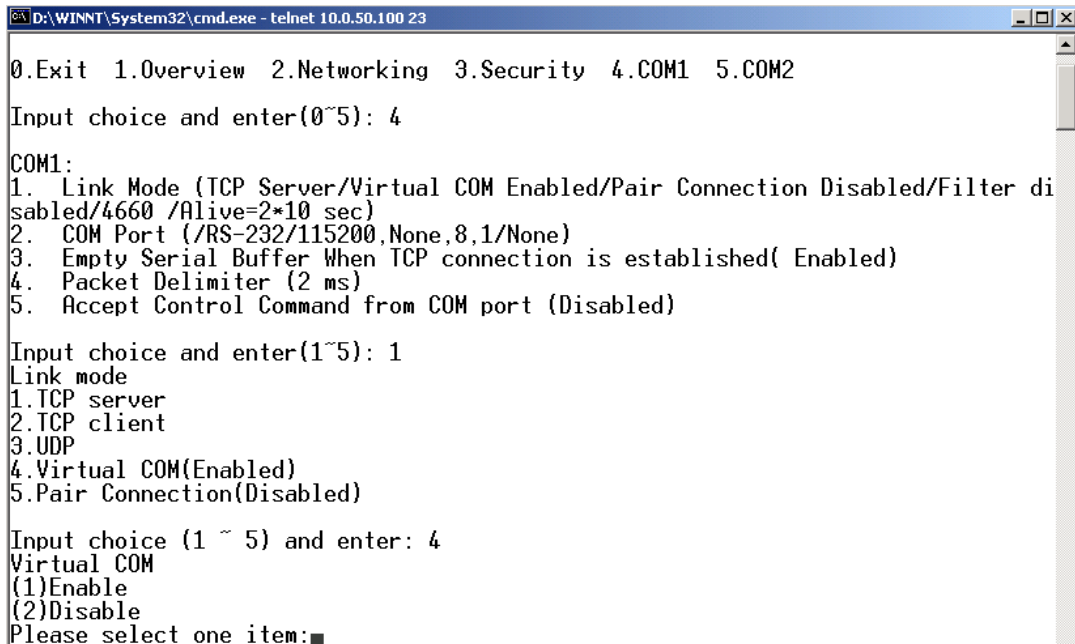 D:\WINNT\System32\cmd.exe - telnet 10.0.50.100 23
0.Exit  1.Overview  2.Networking  3.Security  4.COM1  5.COM2
Input choice and enter(0~5): 4
COM1:
1.  Link Mode (TCP Server/Virtual COM Enabled/Pair Connection Disabled/Filter di
sabled/4660 /Alive=2*10 sec)
2.  COM Port (/RS-232/115200,None,8,1/None)
3.  Empty Serial Buffer When TCP connection is established( Enabled)
4.  Packet Delimiter (2 ms)
5.  Accept Control Command from COM port (Disabled)
Input choice and enter(1~5): 1
Link mode
1.TCP server
2.TCP client
3.UDP
4.Virtual COM(Enabled)
5.Pair Connection(Disabled)
Input choice (1 ~ 5) and enter: 4
Virtual COM
(1)Enable
(2)Disable
Please select one item: